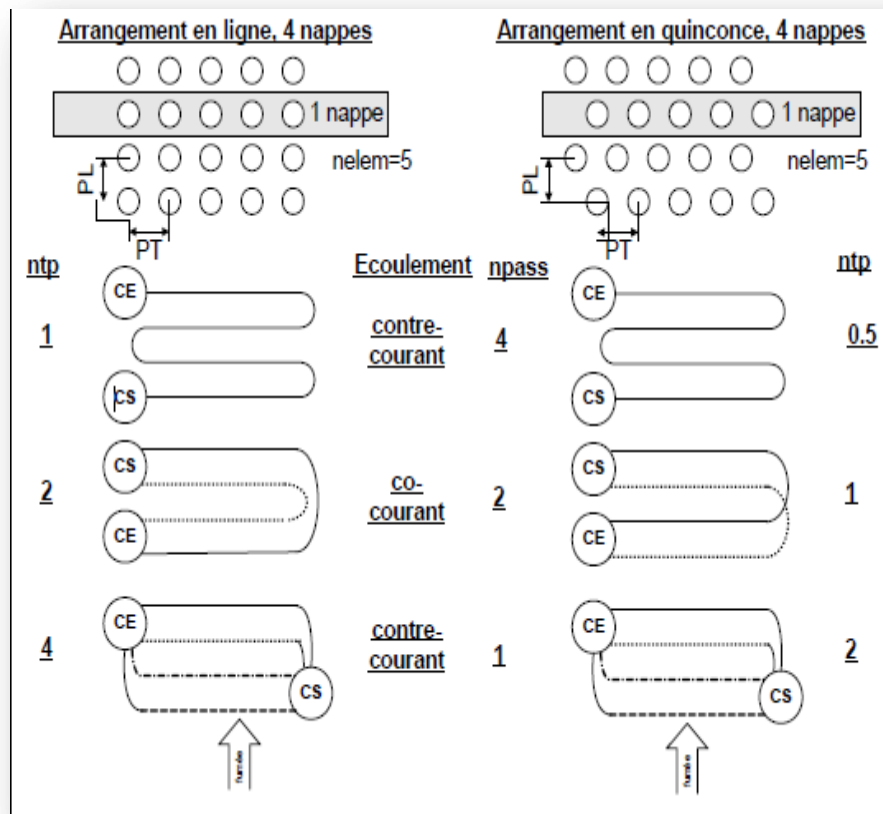 Arrangement en ligne, 4 nappes
Arrangement en quinconce, 4 nappes
1 nappe
1 nappe
nelem=5
nelem=5
PL
PL
PT
PT
ntp
Ecoulement
npass
ntp
CE
CE
1
contre-
courant
4
0.5
CS
CS
CS
CS
2
co-
courant
2
1
CE
CE
CE
CE
4
contre-
courant
1
2
CS
CS
fumée
fumée